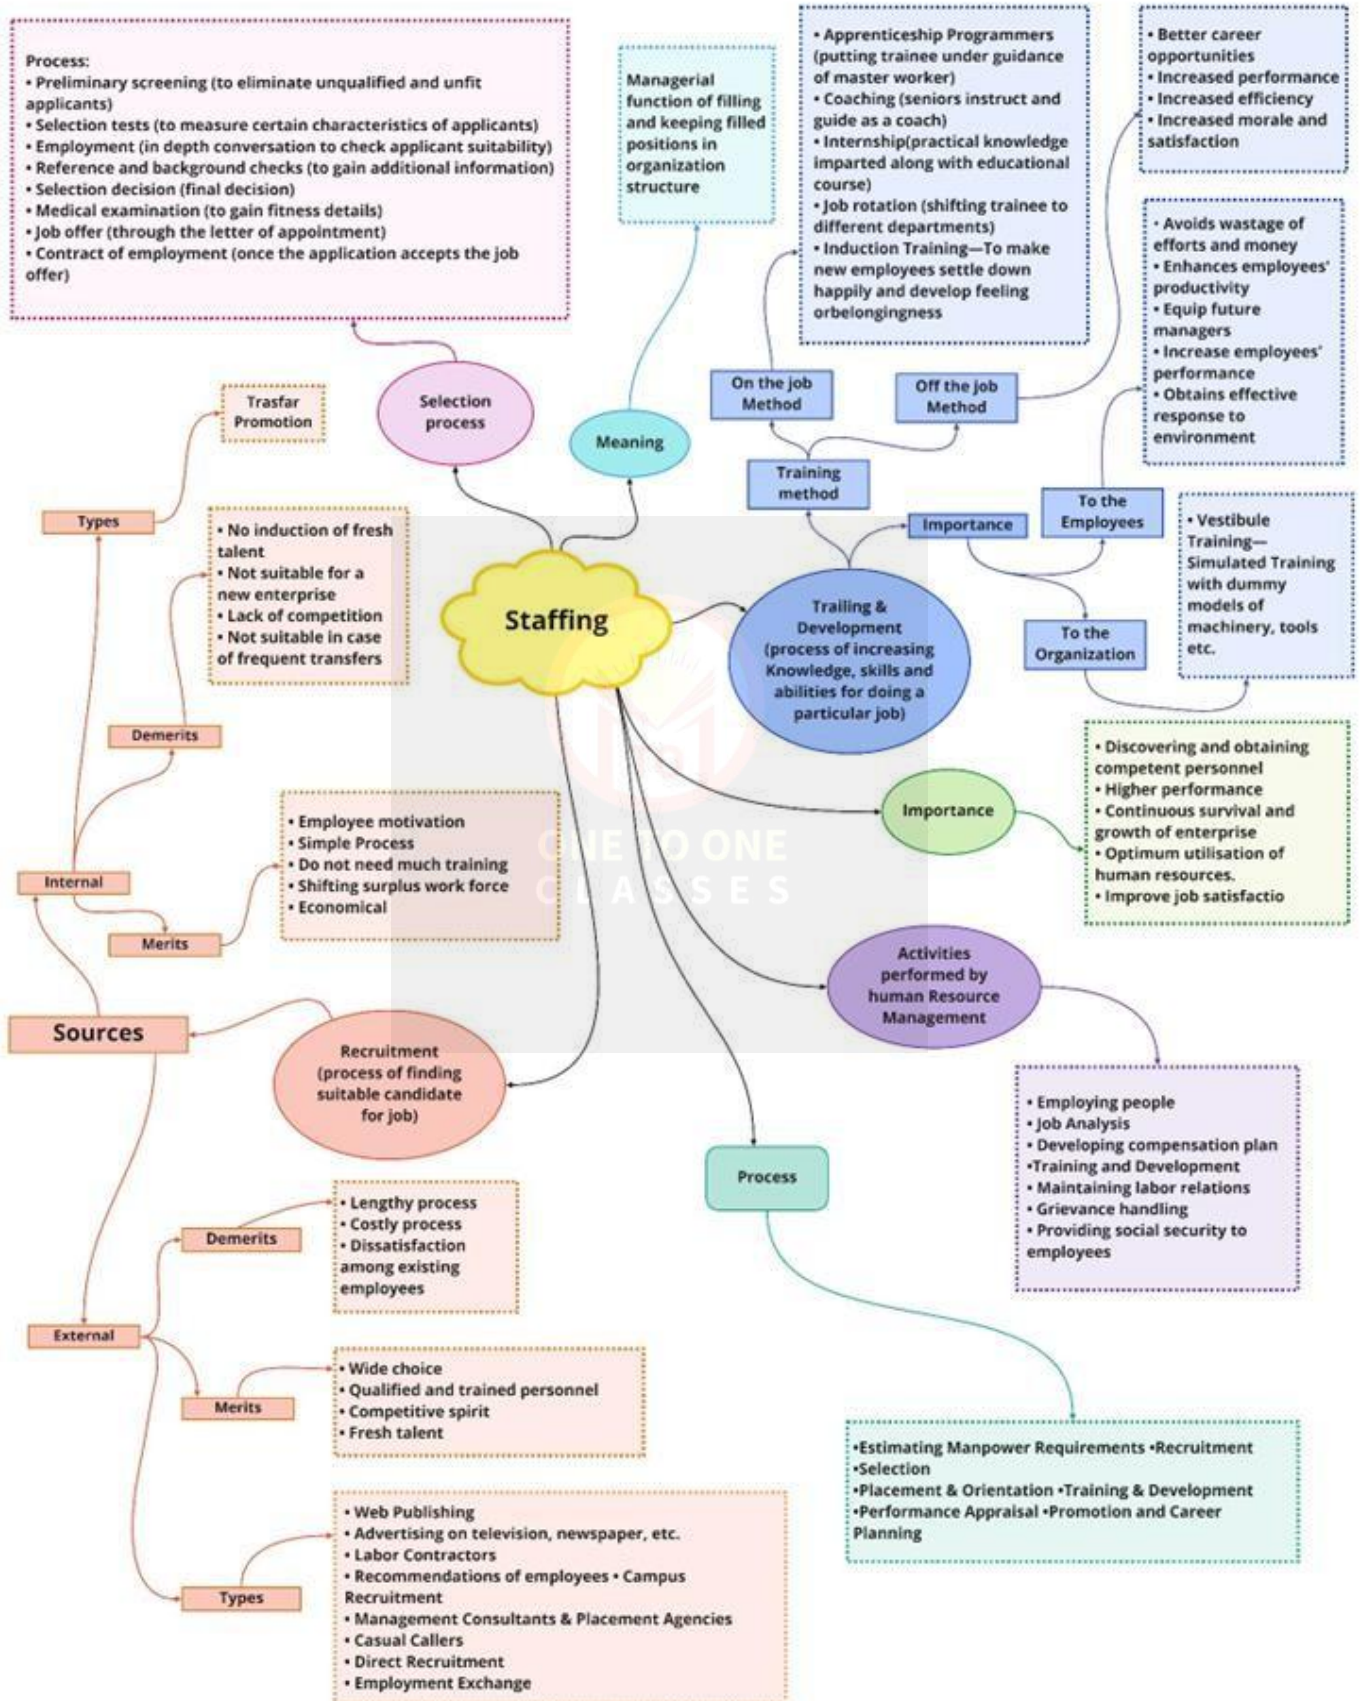 Process:
• Preliminary screening (to eliminate unqualified and unfit
applicants)
• Selection tests (to measure certain characteristics of applicants)
• Employment (in depth conversation to check applicant suitability)
• Reference and background checks (to gain additional information)
• Selection decision (final decision)
• Medical examination (to gain fitness details)
• Job offer (through the letter of appointment)
• Contract of employment (once the application accepts the job
offer)
Managerial
function of filling
and keeping filled
positions in
organization
structure
• Apprenticeship Programmers
(putting trainee under guidance
of master worker)
• Coaching (seniors instruct and
guide as a coach)
• Internship(practical knowledge
imparted along with educational
course)
• Job rotation (shifting trainee to
different departments)
• Induction Training—To make
new employees settle down
happily and develop feeling
orbelongingness
• Better career
opportunities
• Increased performance
• Increased efficiency
• Increased morale and
satisfaction
• Avoids wastage of
efforts and money
• Enhances employees'
productivity
• Equip future
managers
• Increase employees'
performance
• Obtains effective
response to
environment
Selection
process
Meaning
On the job
Method
Off the job
Method
Training
method
Importance
To the
Employees
To the
Organization
• Vestibule
Training—
Simulated Training
with dummy
models of
machinery, tools
etc.
Trasfar
Promotion
Types
• No induction of fresh
talent
• Not suitable for a
new enterprise
• Lack of competition
• Not suitable in case
of frequent transfers
Demerits
Staffing
Trailing &
Development
(process of increasing
Knowledge, skills and
abilities for doing a
particular job)
• Employee motivation
• Simple Process
• Do not need much training
• Shifting surplus work force
• Economical
Internal
Merits
ONE TO ONE
CLASSES
Importance
• Discovering and obtaining
competent personnel
• Higher performance
• Continuous survival and
growth of enterprise
• Optimum utilisation of
human resources.
• Improve job satisfactio
Activities
performed by
human Resource
Management
• Employing people
• Job Analysis
• Developing compensation plan
•Training and Development
• Maintaining labor relations
• Grievance handling
• Providing social security to
employees
Sources
Recruitment
(process of finding
suitable candidate
for job)
Process
•Estimating Manpower Requirements •Recruitment
•Selection
•Placement & Orientation •Training & Development
•Performance Appraisal •Promotion and Career
Planning
External
Demerits
• Lengthy process
• Costly process
• Dissatisfaction
among existing
employees
Merits
• Wide choice
• Qualified and trained personnel
• Competitive spirit
• Fresh talent
Types
• Web Publishing
• Advertising on television, newspaper, etc.
• Labor Contractors
• Recommendations of employees • Campus
Recruitment
• Management Consultants & Placement Agencies
• Casual Callers
• Direct Recruitment
• Employment Exchange